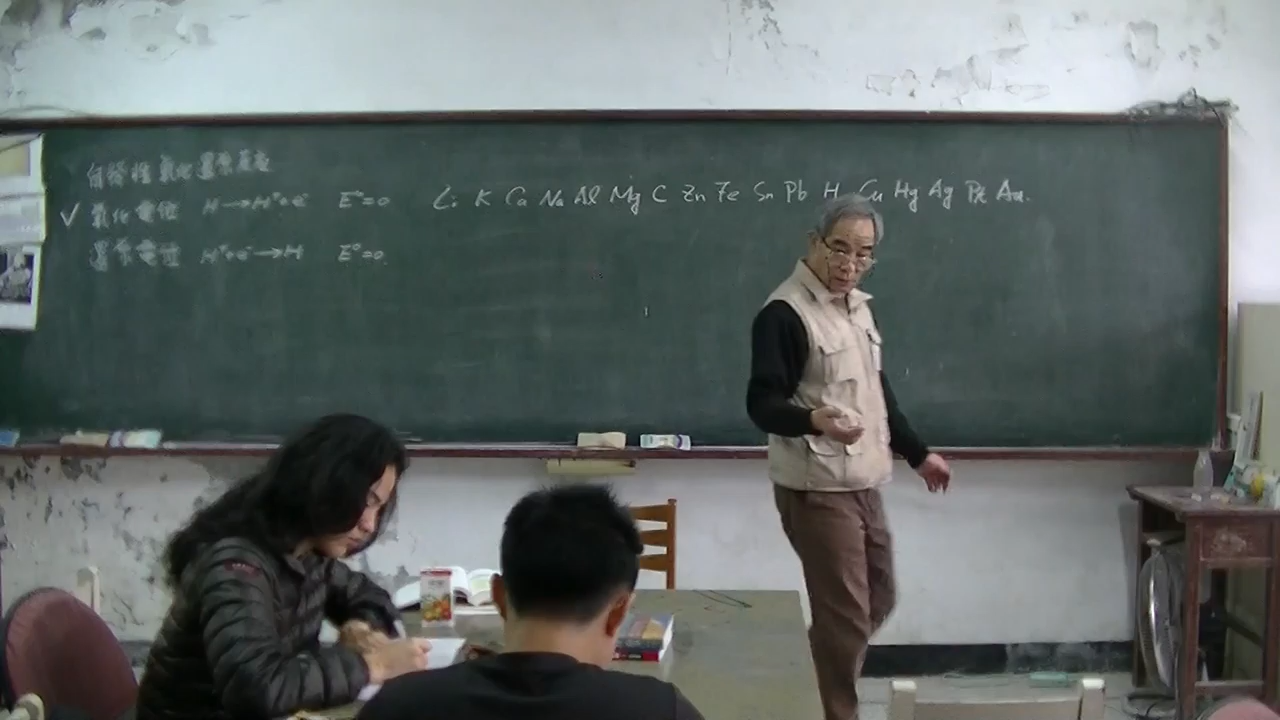 自發性氧化還原反應
✓ 氧化電位 H→H⁺+e⁻ E°=0 Li K Ca Na Al Mg C Zn Fe Sn Pb H Cu Hg Ag Pt Au.
還原電位 H⁺+e⁻→H E°=0